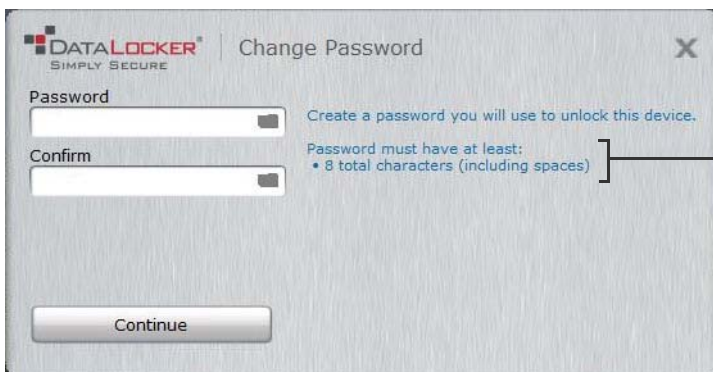 DATALOCKER®
SIMPLY SECURE
Change Password
X
Password
Create a password you will use to unlock this device.
Confirm
Password must have at least:
• 8 total characters (including spaces)
Continue